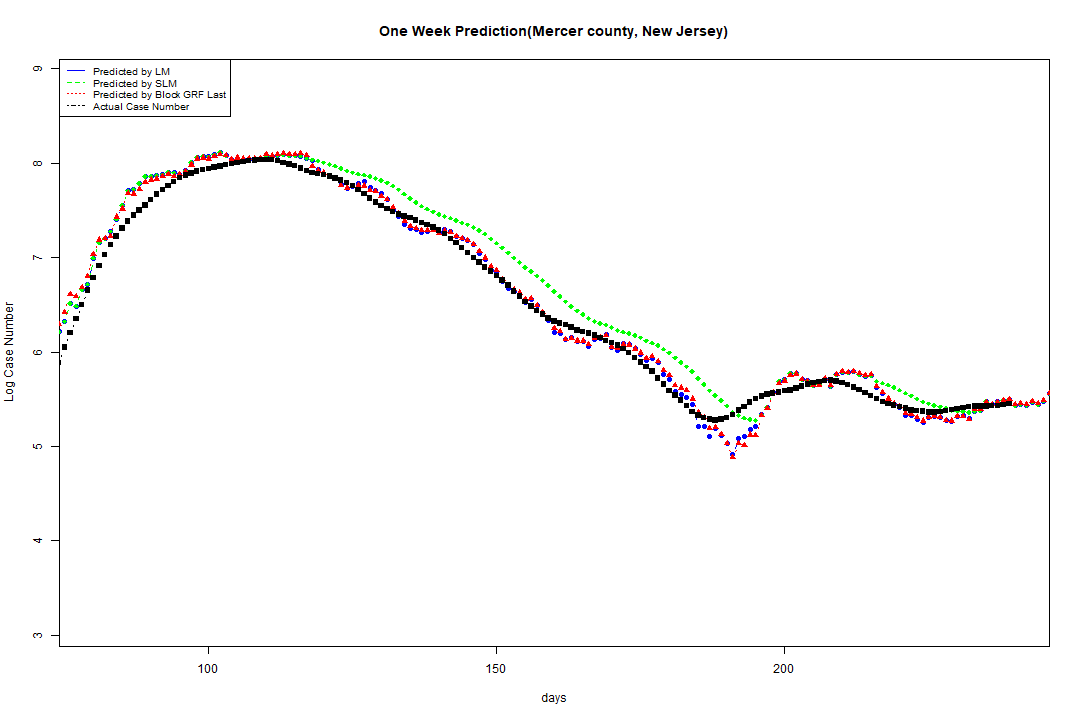 One Week Prediction(Mercer county, New Jersey)
Predicted by LM
Predicted by SLM
Predicted by Block GRF Last
Actual Case Number
9
8
7
6
5
4
3
Log Case Number
100 150 200
days